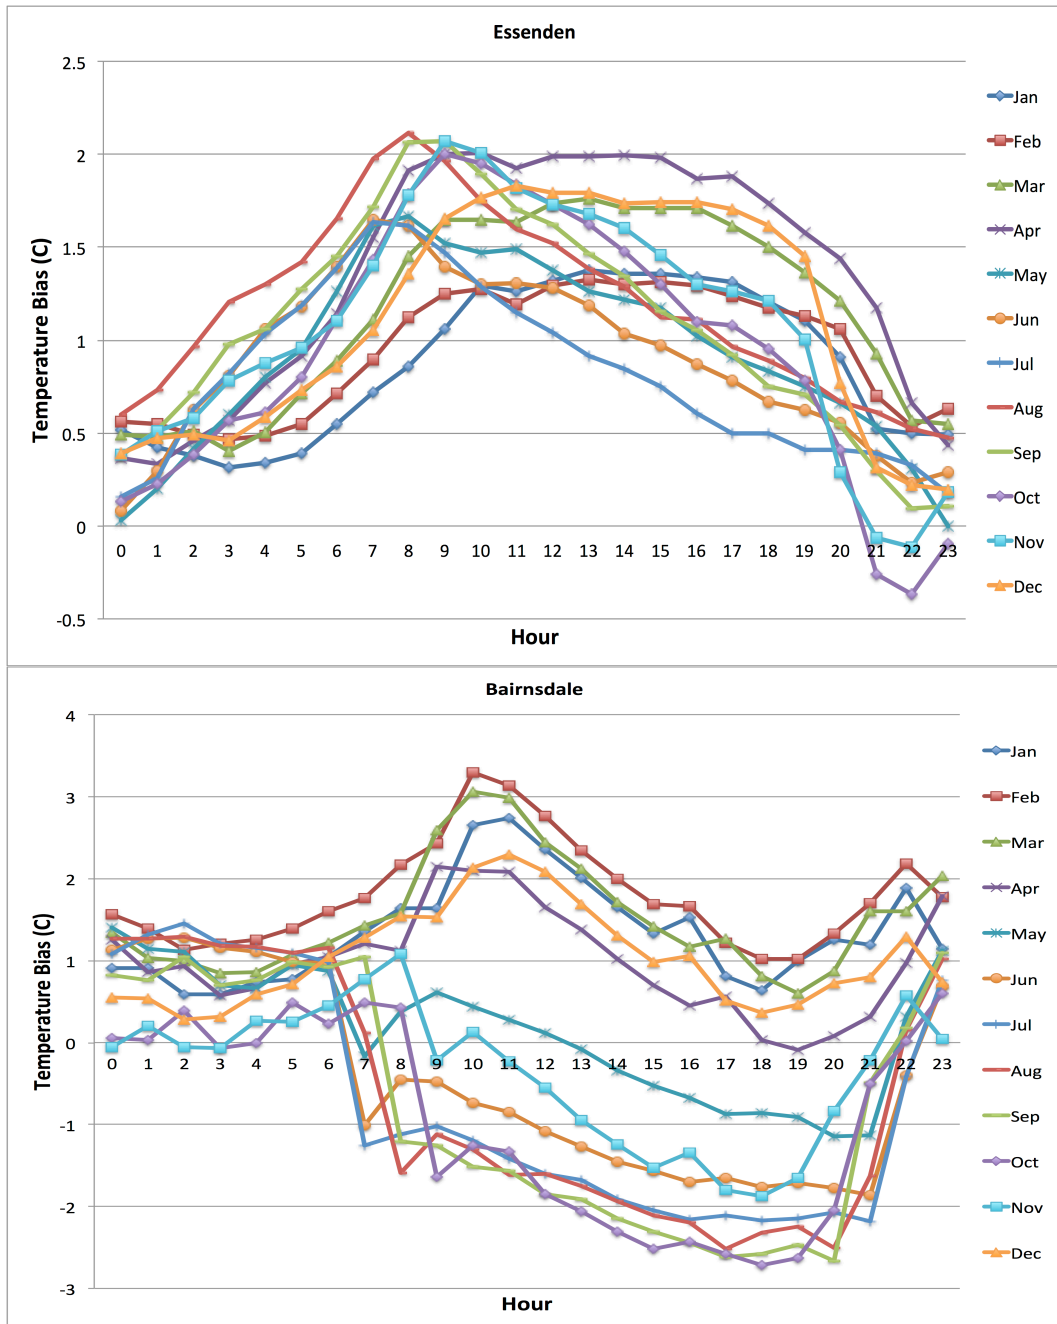 Essenden
2.5
2
1.5
1
0.5
0
-0.5
Temperature Bias (C)
0 1 2 3 4 5 6 7 8 9 10 11 12 13 14 15 16 17 18 19 20 21 22 23
Hour
Jan
Feb
Mar
Apr
May
Jun
Jul
Aug
Sep
Oct
Nov
Dec
Bairnsdale
4
3
2
1
0
-1
-2
-3
Temperature Bias (C)
0 1 2 3 4 5 6 7 8 9 10 11 12 13 14 15 16 17 18 19 20 21 22 23
Hour
Jan
Feb
Mar
Apr
May
Jun
Jul
Aug
Sep
Oct
Nov
Dec